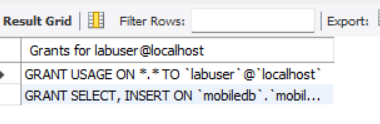 Result Grid Filter Rows: Export:
Grants for labuser@localhost
GRANT USAGE ON *.* TO `labuser`@`localhost`
GRANT SELECT, INSERT ON `mobiledb`.`mobil...